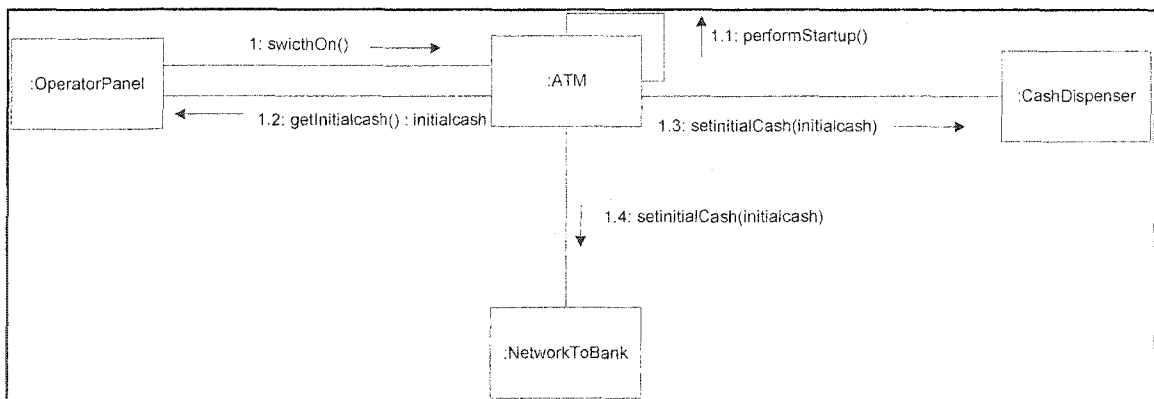 1: swicthOn()
1.1: performStartup()
:OperatorPanel
:ATM
:CashDispenser
1.2: getInitialcash() : initialcash
1.3: setinitialCash(initialcash)
1.4: setinitialCash(initialcash)
:NetworkToBank